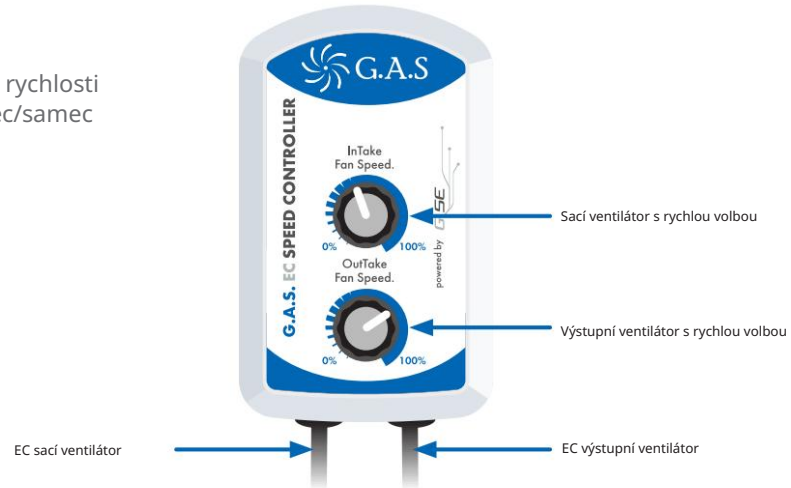 rychlosti
ec/samec
G.A.S
G.A.S. EC SPEED CONTROLLER
InTake
Fan Speed.
0% 100%
OutTake
Fan Speed.
0% 100%
powered by
Sací ventilátor s rychlou volbou
Výstupní ventilátor s rychlou volbou
EC sací ventilátor
EC výstupní ventilátor